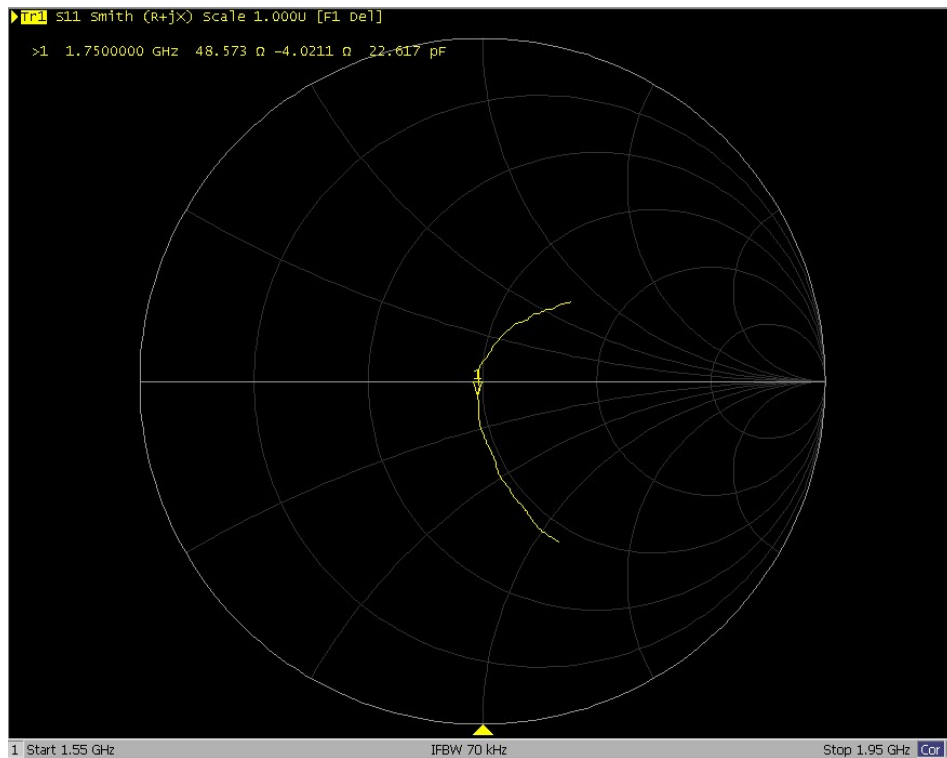 Tr1 S11 Smith (R+jX) Scale 1.000U [F1 Del]
>1 1.7500000 GHz 48.573 Ω -4.0211 Ω 22.617 pF
1
1 Start 1.55 GHz IFBW 70 kHz Stop 1.95 GHz Cor